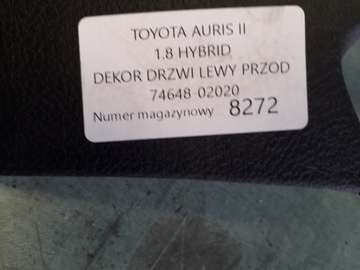 TOYOTA AURIS II
1.8 HYBRID
DEKOR DRZWI LEWY PRZOD
74648-02020
Numer magazynowy 8272